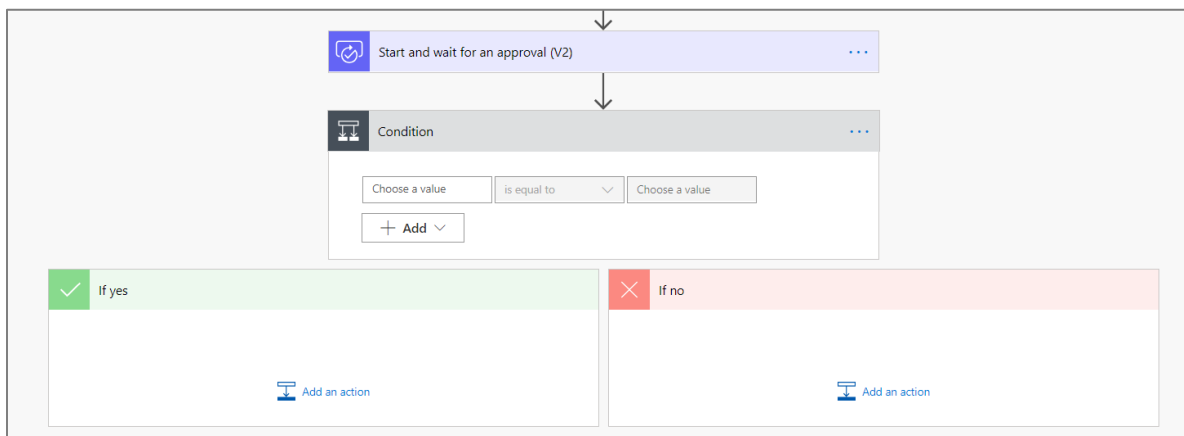 Start and wait for an approval (V2)
Condition
Choose a value is equal to Choose a value
Add
If yes If no
Add an action Add an action